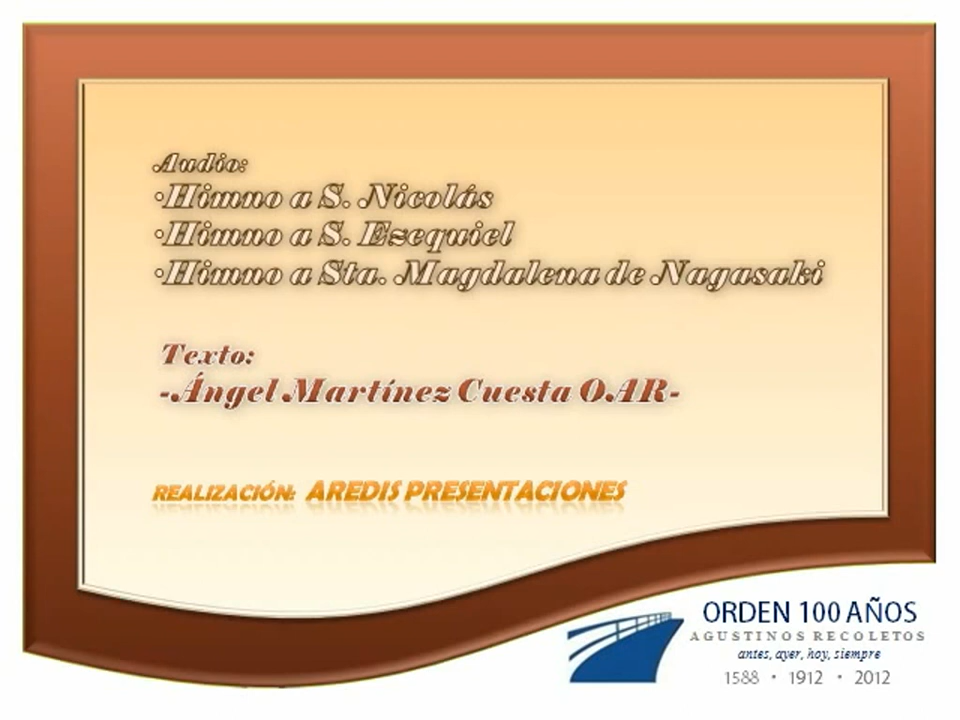 Audio:
•Himno a S. Nicolás
•Himno a S. Ezequiel
•Himno a Sta. Magdalena de Nagasaki
Texto:
-Ángel Martínez Cuesta OAR-
REALIZACIÓN: AREDIS PRESENTACIONES
ORDEN 100 AÑOS
AGUSTINOS RECOLETOS
antes, ayer, hoy, siempre
1588 • 1912 • 2012